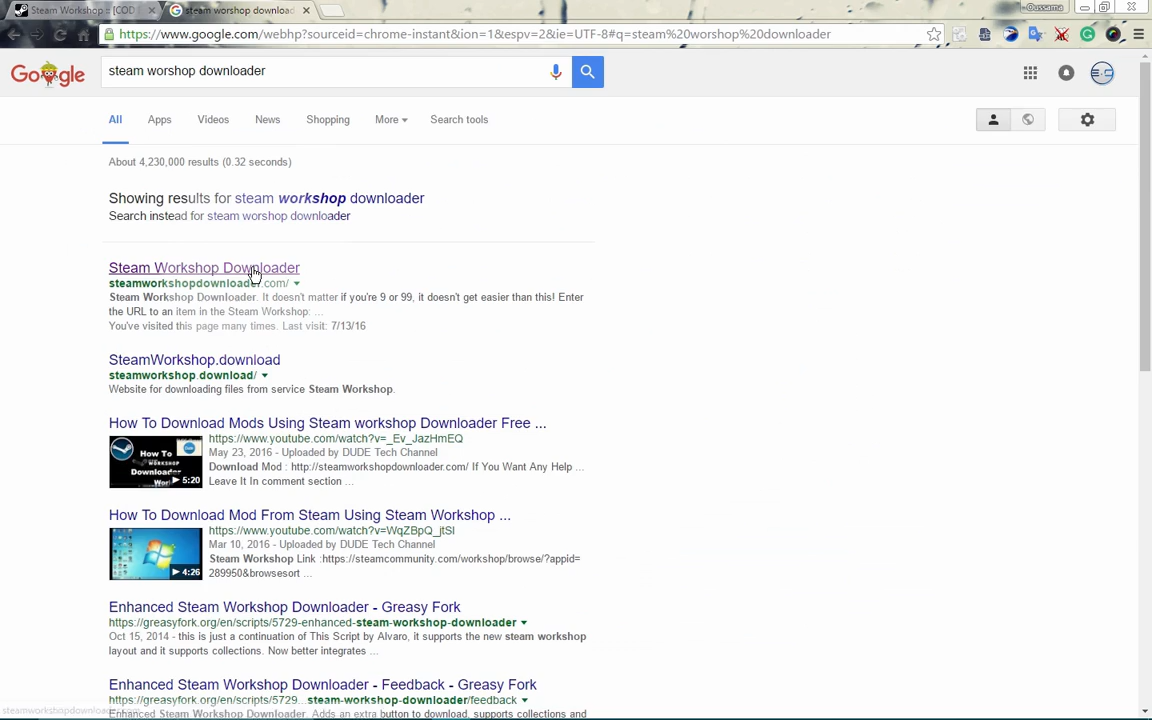 Steam Workshop :: [COD
steam worshop download
Oussama
https://www.google.com/webhp?sourceid=chrome-instant&ion=1&espv=2&ie=UTF-8#q=steam%20worshop%20downloader
Google
steam worshop downloader
All Apps Videos News Shopping More Search tools
About 4,230,000 results (0.32 seconds)
Showing results for steam workshop downloader
Search instead for steam worshop downloader
Steam Workshop Downloader
steamworkshopdownloader.com/
Steam Workshop Downloader. It doesn't matter if you're 9 or 99, it doesn't get easier than this! Enter
the URL to an item in the Steam Workshop: ...
You've visited this page many times. Last visit: 7/13/16
SteamWorkshop.download
steamworkshop.download/
Website for downloading files from service Steam Workshop.
How To Download Mods Using Steam workshop Downloader Free ...
https://www.youtube.com/watch?v=_Ev_JazHmEQ
May 23, 2016 - Uploaded by DUDE Tech Channel
Download Mod : http://steamworkshopdownloader.com/ If You Want Any Help ...
Leave It In comment section ...
How To
WORKSHOP
Downloader
5:20
How To Download Mod From Steam Using Steam Workshop ...
https://www.youtube.com/watch?v=WqZBpQ_jtSI
Mar 10, 2016 - Uploaded by DUDE Tech Channel
Steam Workshop Link :https://steamcommunity.com/workshop/browse/?appid=
289950&browsesort ...
4:26
Enhanced Steam Workshop Downloader - Greasy Fork
https://greasyfork.org/en/scripts/5729-enhanced-steam-workshop-downloader
Oct 15, 2014 - this is just a continuation of This Script by Alvaro, it supports the new steam workshop
layout and it supports collections. Now better integrates ...
Enhanced Steam Workshop Downloader - Feedback - Greasy Fork
https://greasyfork.org/en/scripts/5729...steam-workshop-downloader/feedback
Enhanced Steam Workshop Downloader. Adds an extra button to download, supports collections and
steamworkshopdownloader.com